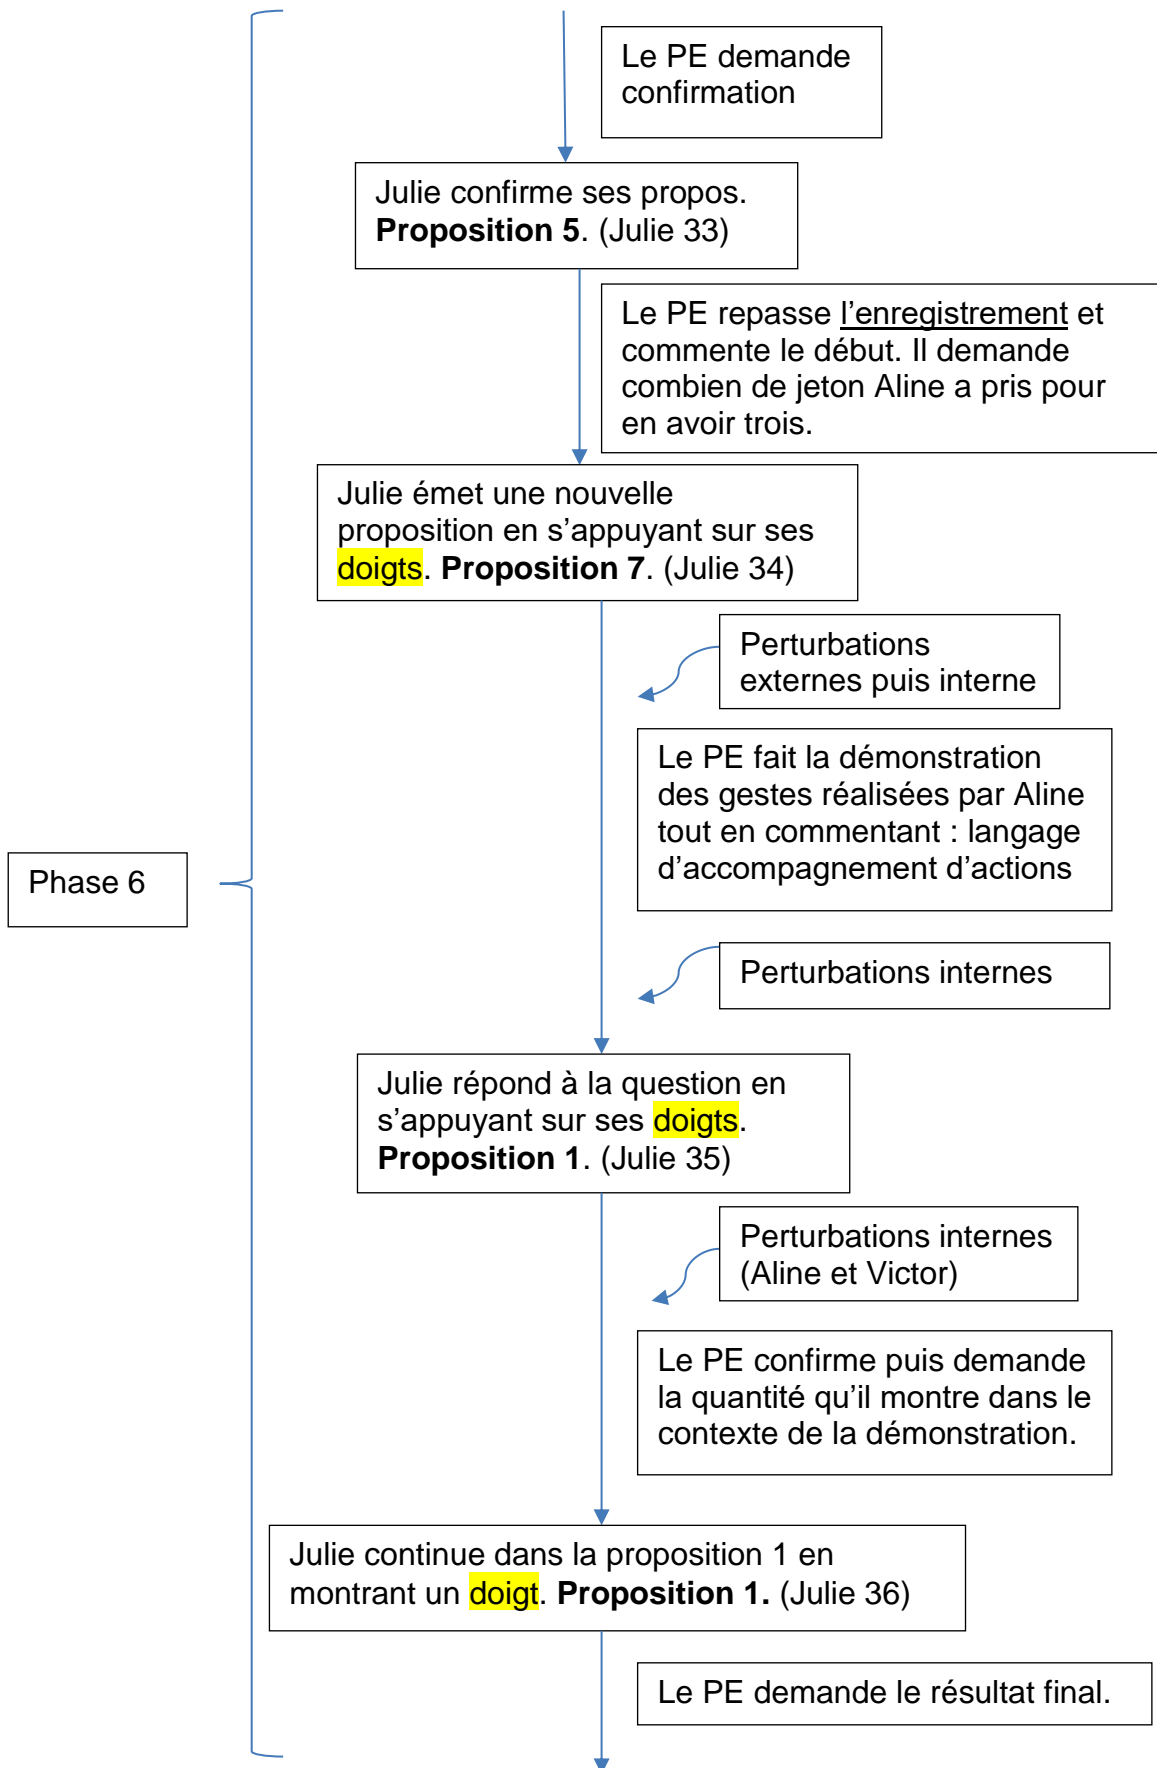 Le PE demande
confirmation
Julie confirme ses propos.
Proposition 5. (Julie 33)
Le PE repasse l’enregistrement et
commente le début. Il demande
combien de jeton Aline a pris pour
en avoir trois.
Julie émet une nouvelle
proposition en s’appuyant sur ses
doigts. Proposition 7. (Julie 34)
Perturbations
externes puis interne
Le PE fait la démonstration
des gestes réalisées par Aline
tout en commentant : langage
d’accompagnement d’actions
Phase 6
Perturbations internes
Julie répond à la question en
s’appuyant sur ses doigts.
Proposition 1. (Julie 35)
Perturbations internes
(Aline et Victor)
Le PE confirme puis demande
la quantité qu’il montre dans le
contexte de la démonstration.
Julie continue dans la proposition 1 en
montrant un doigt. Proposition 1. (Julie 36)
Le PE demande le résultat final.